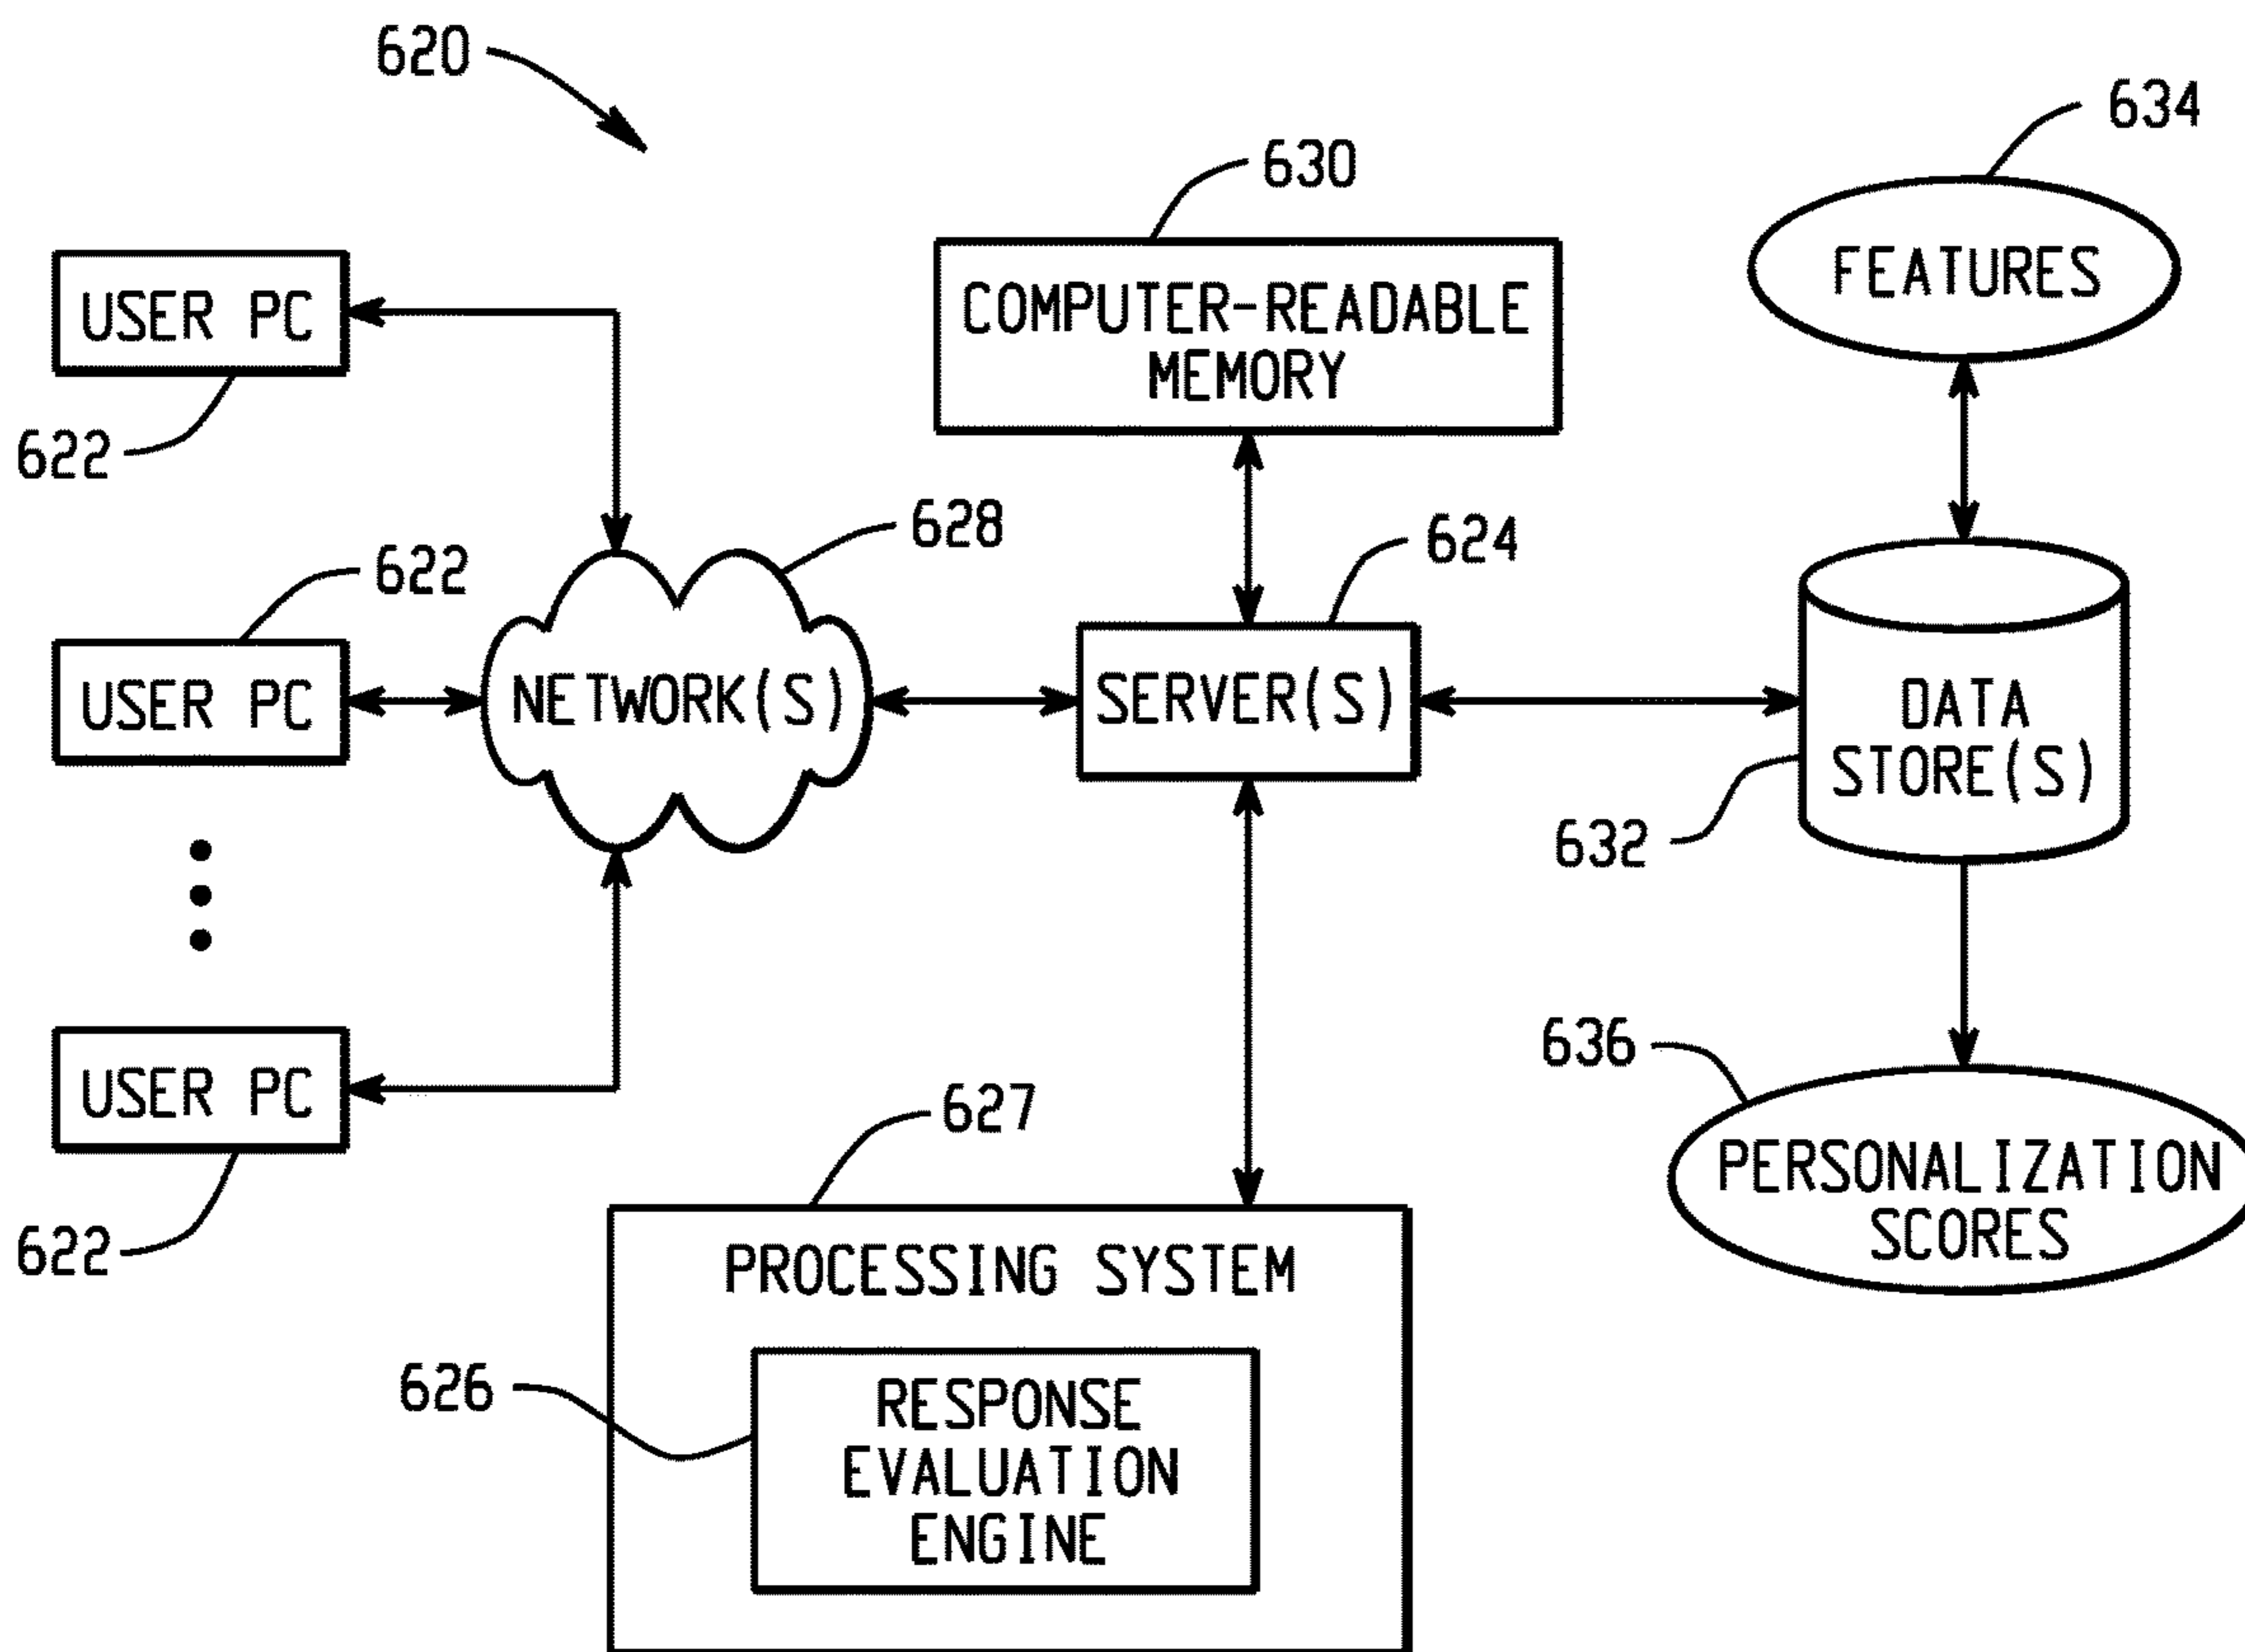 620
634
630
USER PC
COMPUTER-READABLE
MEMORY
FEATURES
622
628
624
622
USER PC
NETWORK(S)
SERVER(S)
DATA
STORE(S)
632
636
USER PC
627
PERSONALIZATION
SCORES
622
PROCESSING SYSTEM
626
RESPONSE
EVALUATION
ENGINE